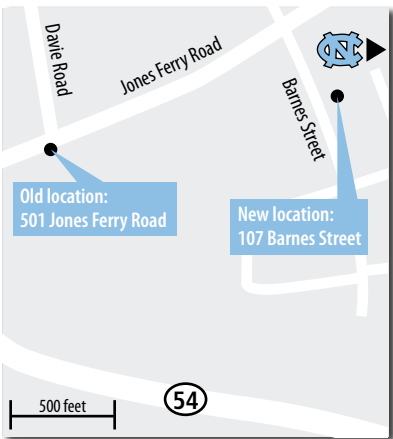 Davie Road
Jones Ferry Road
Barnes Street
NC
Old location:
501 Jones Ferry Road
New location:
107 Barnes Street
500 feet
54